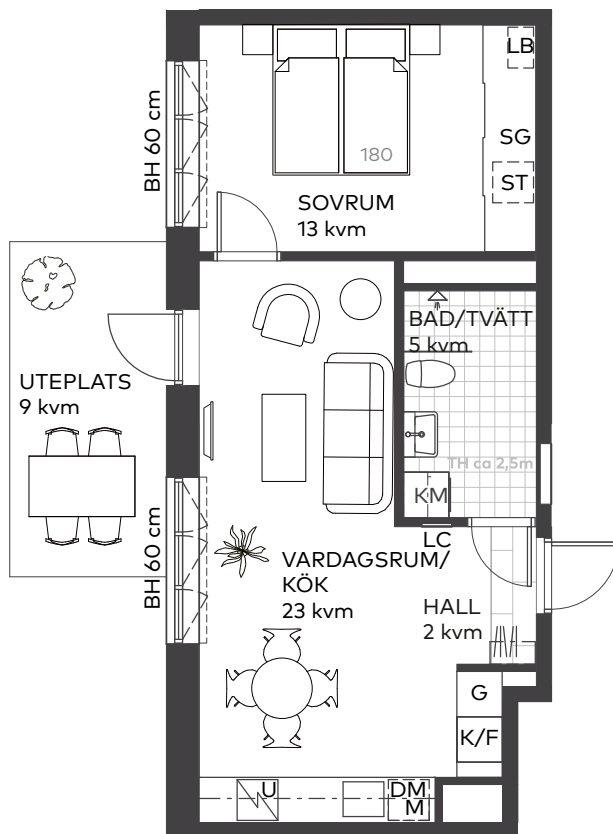 LB
BH 60 cm
SG
180
ST
SOVRUM
13 kvm
BAD/TVÄTT
5 kvm
UTEPLATS
9 kvm
TH ca 2,5m
KM
BH 60 cm
LC
VARDAGSRUM/
KÖK
23 kvm
HALL
2 kvm
G
K/F
U
DM
M